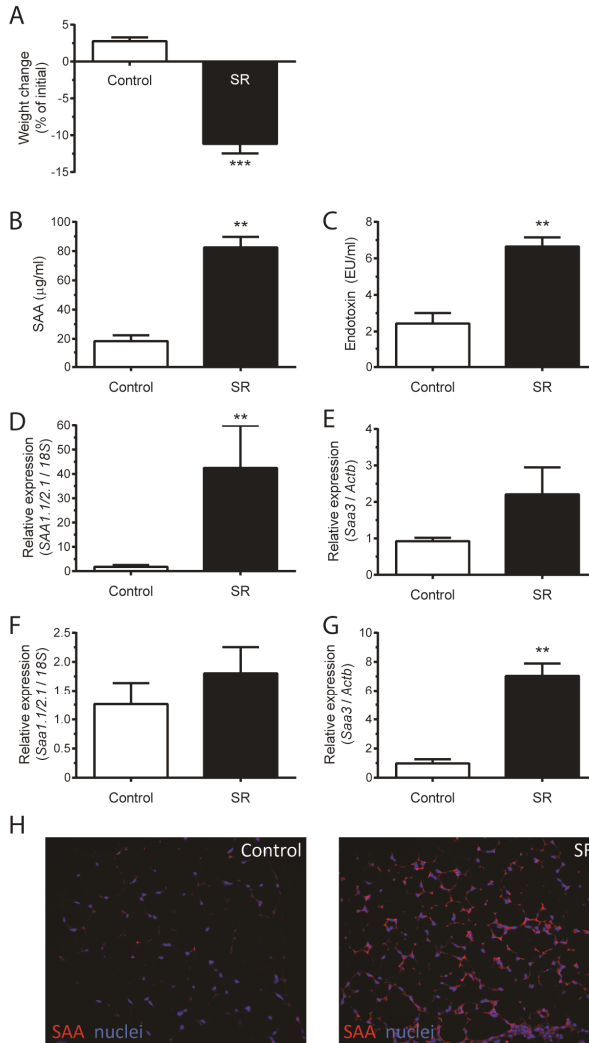 A
Weight change
(% of initial)
5
0
-5
-10
-15
Control
SR
***
B
SAA (µg/ml)
100
80
60
40
20
0
**
Control
SR
C
Endotoxin (EU/ml)
8
6
4
2
0
**
Control
SR
D
Relative expression
(SAA1.1/2.1 / 18S)
60
50
40
30
20
10
0
**
Control
SR
E
Relative expression
(Saa3 / Actb)
4
3
2
1
0
Control
SR
F
Relative expression
(Saa1.1/2.1 / 18S)
2.5
2.0
1.5
1.0
0.5
0.0
Control
SR
G
Relative expression
(Saa3 / Actb)
10
8
6
4
2
0
**
Control
SR
H
Control
SAA nuclei
SR
SAA nuclei